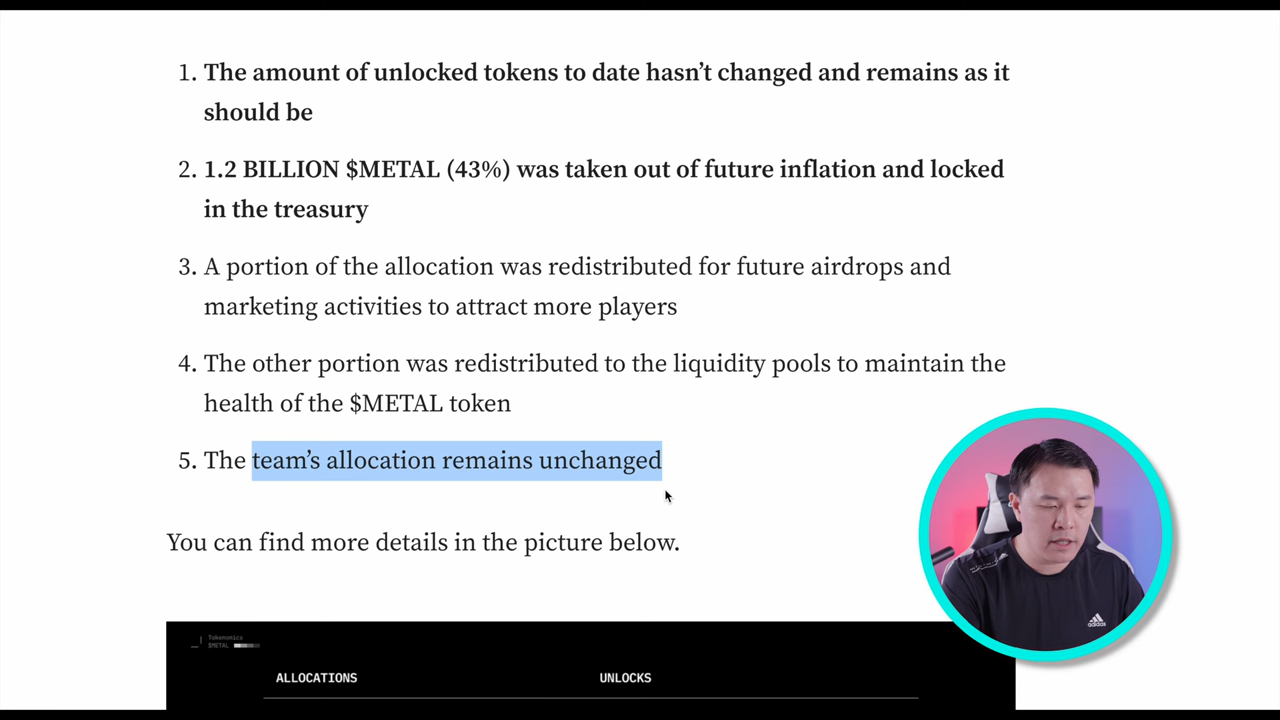 1. The amount of unlocked tokens to date hasn’t changed and remains as it
should be
2. 1.2 BILLION $METAL (43%) was taken out of future inflation and locked
in the treasury
3. A portion of the allocation was redistributed for future airdrops and
marketing activities to attract more players
4. The other portion was redistributed to the liquidity pools to maintain the
health of the $METAL token
5. The team’s allocation remains unchanged
You can find more details in the picture below.
Tokenomics
$METAL
ALLOCATIONS UNLOCKS
adidas